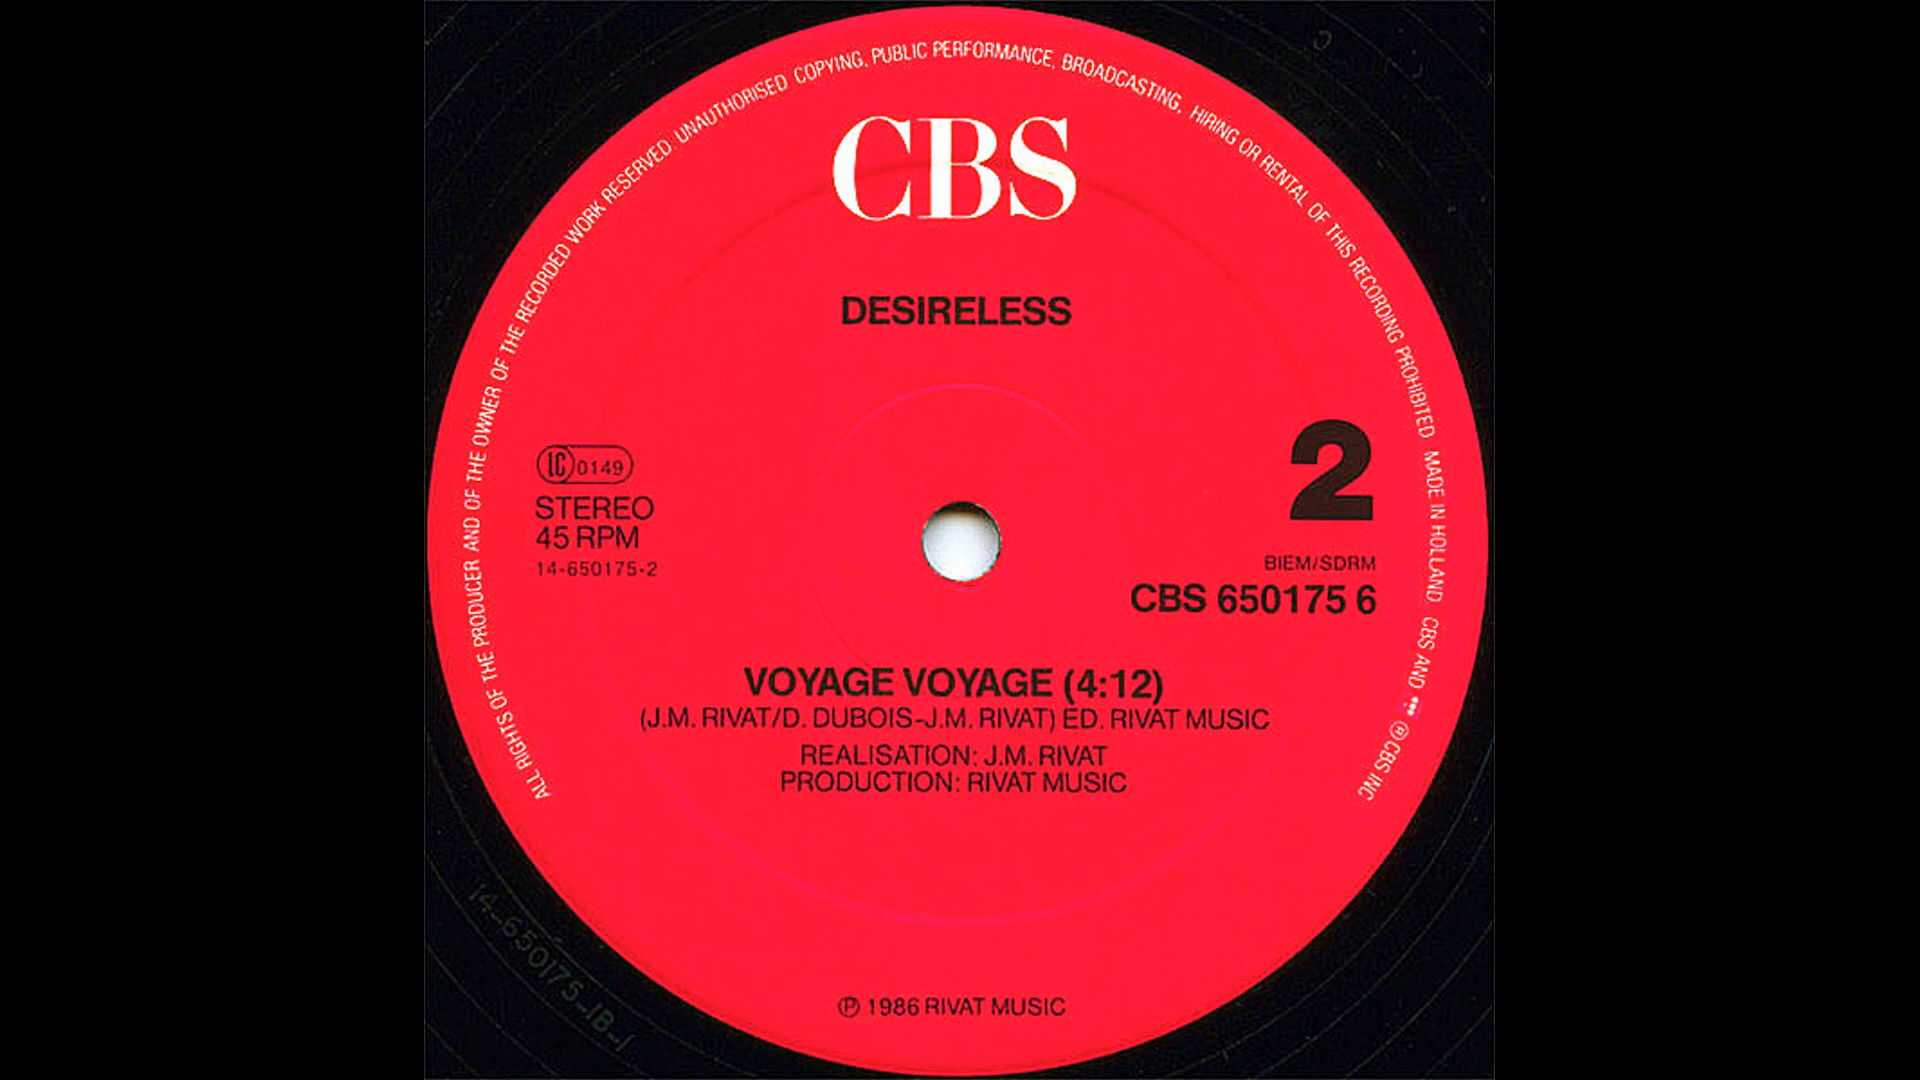 ALL RIGHTS OF THE PRODUCER AND OF THE OWNER OF THE RECORDED WORK RESERVED. UNAUTHORISED COPYING, PUBLIC PERFORMANCE, BROADCASTING, HIRING OR RENTAL OF THIS RECORDING PROHIBITED. MADE IN HOLLAND. CBS AND ••• ® CBS INC
CBS
DESIRELESS
LC 0149
STEREO
45 RPM
14-650175-2
2
BIEM/SDRM
CBS 650175 6
VOYAGE VOYAGE (4:12)
(J.M. RIVAT/D. DUBOIS-J.M. RIVAT) ED. RIVAT MUSIC
REALISATION: J.M. RIVAT
PRODUCTION: RIVAT MUSIC
℗ 1986 RIVAT MUSIC
14-650175-1B-1